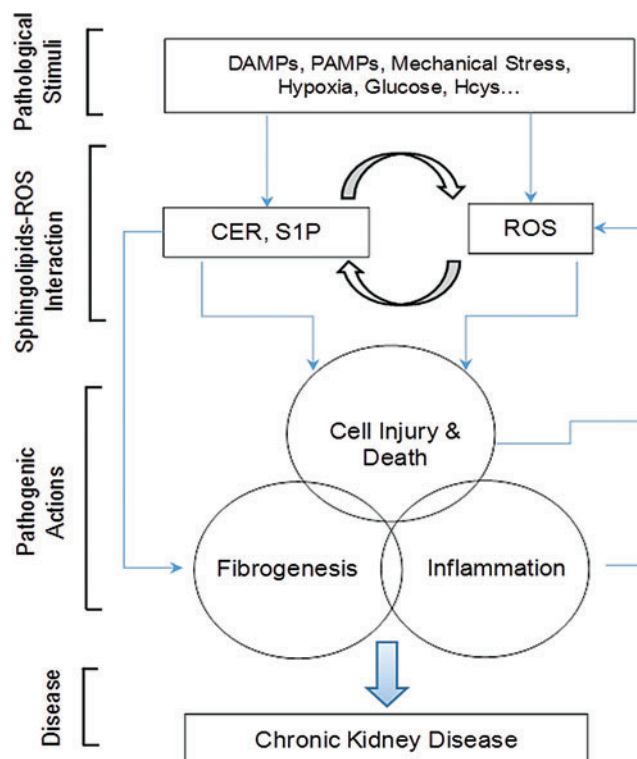 Pathological
Stimuli
DAMPs, PAMPs, Mechanical Stress,
Hypoxia, Glucose, Hcys...
Sphingolipids-ROS
Interaction
CER, S1P
ROS
Pathogenic
Actions
Cell Injury &
Death
Fibrogenesis
Inflammation
Disease
Chronic Kidney Disease